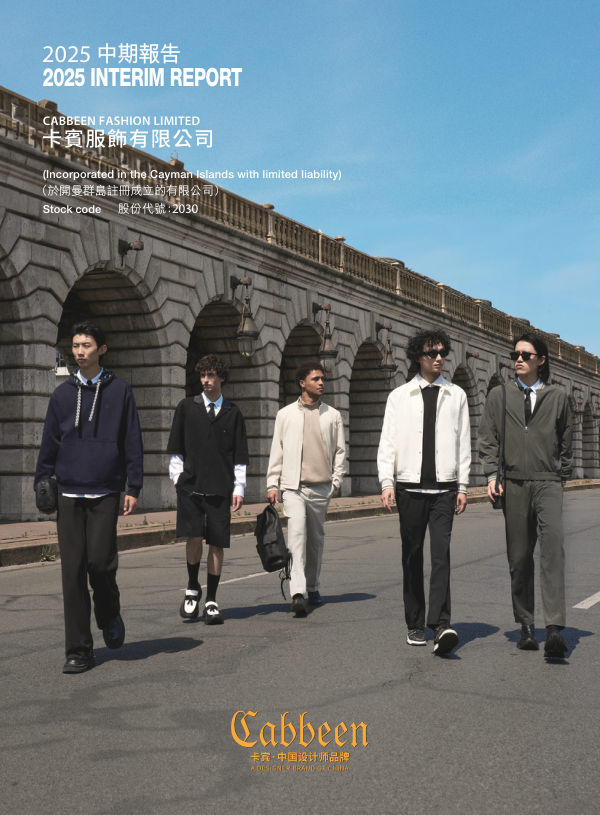 2025 中期報告
2025 INTERIM REPORT
CABBEEN FASHION LIMITED
卡賓服飾有限公司
(Incorporated in the Cayman Islands with limited liability)
（於開曼群島註冊成立的有限公司）
Stock code 股份代號：2030
Cabbeen
卡宾·中国设计师品牌
A DESIGNER BRAND OF CHINA